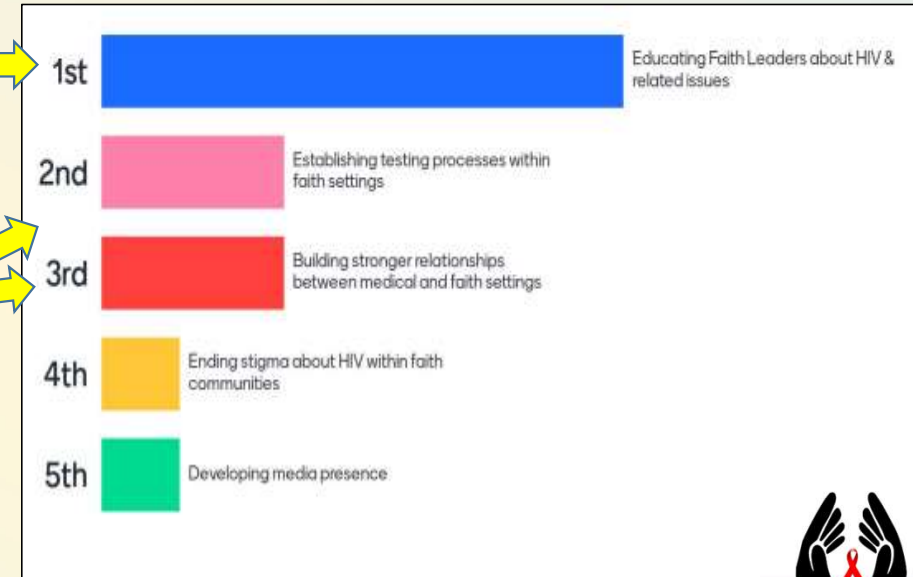 1st
Educating Faith Leaders about HIV &
related issues
2nd
Establishing testing processes within
faith settings
3rd
Building stronger relationships
between medical and faith settings
4th
Ending stigma about HIV within faith
communities
5th
Developing media presence